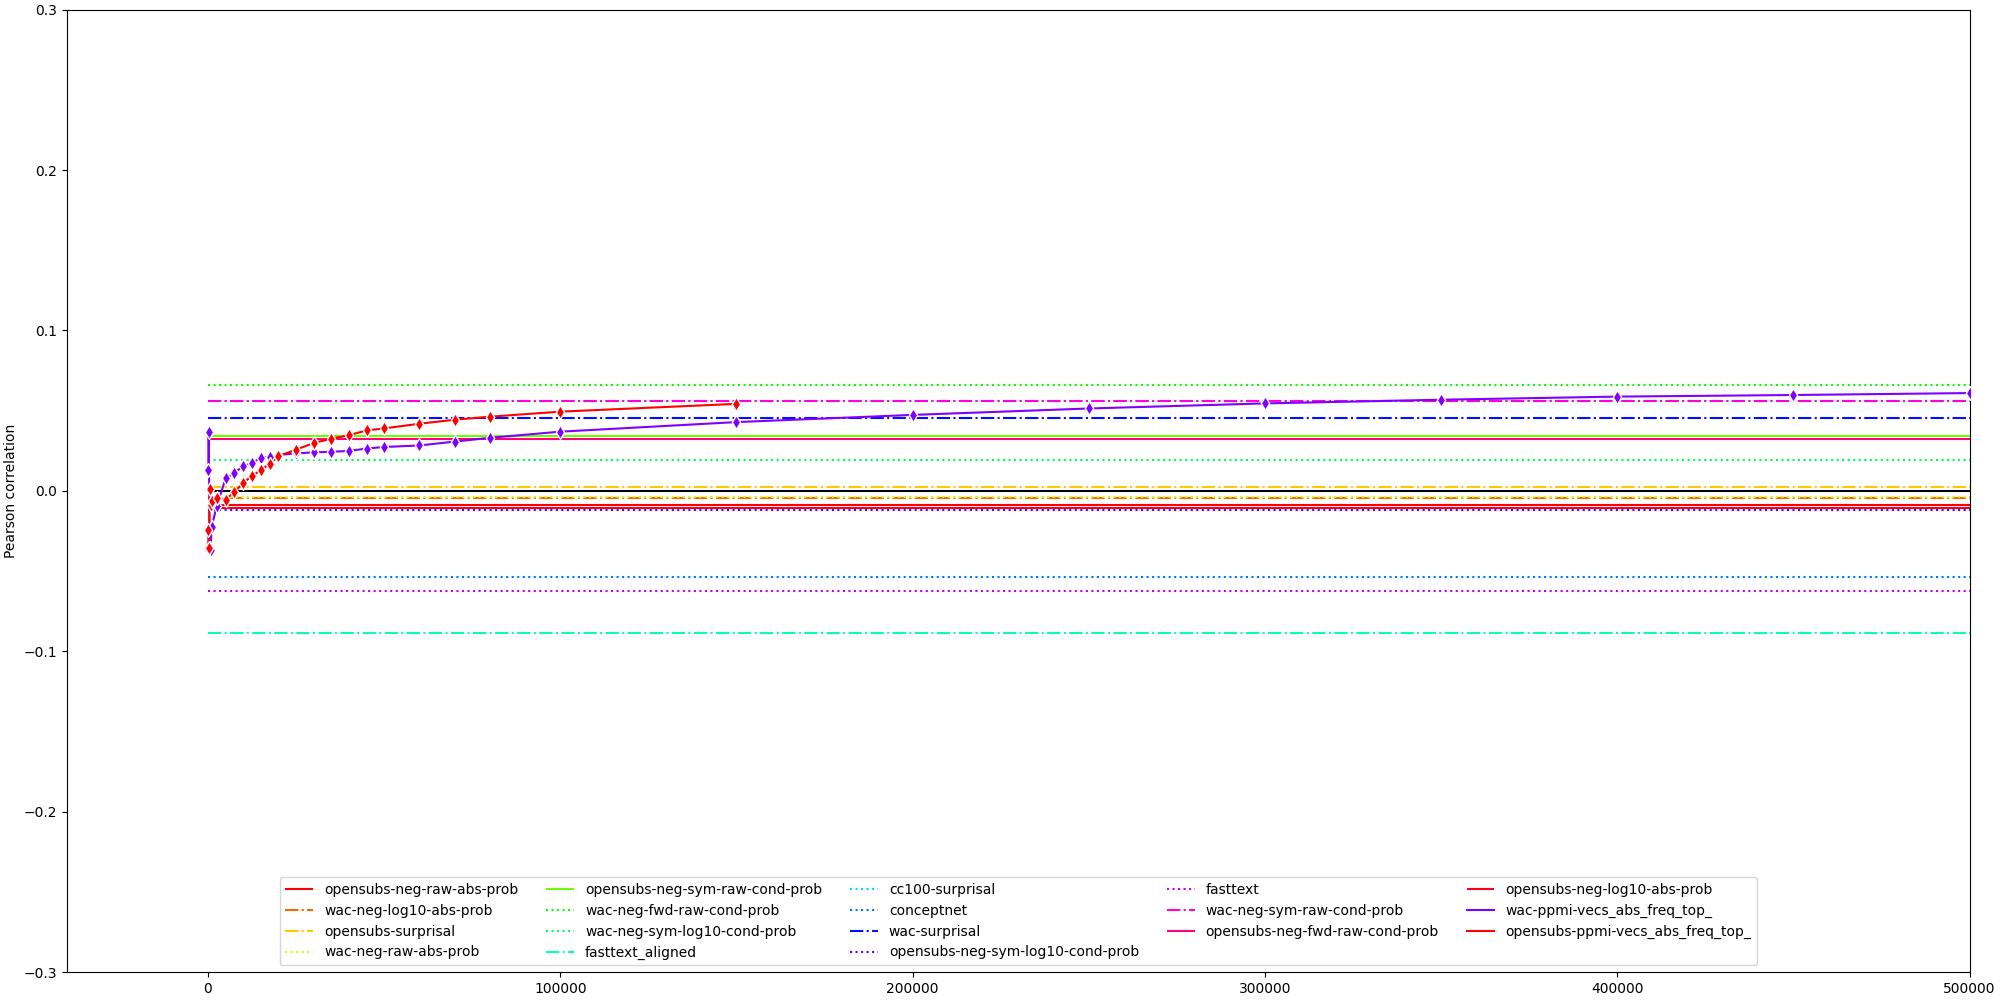 0.3
0.2
0.1
0.0
−0.1
−0.2
−0.3
Pearson correlation
opensubs-neg-raw-abs-prob
wac-neg-log10-abs-prob
opensubs-surprisal
wac-neg-raw-abs-prob
opensubs-neg-sym-raw-cond-prob
wac-neg-fwd-raw-cond-prob
wac-neg-sym-log10-cond-prob
fasttext_aligned
cc100-surprisal
conceptnet
wac-surprisal
opensubs-neg-sym-log10-cond-prob
fasttext
wac-neg-sym-raw-cond-prob
opensubs-neg-fwd-raw-cond-prob
opensubs-neg-log10-abs-prob
wac-ppmi-vecs_abs_freq_top_
opensubs-ppmi-vecs_abs_freq_top_
0 100000 200000 300000 400000 500000